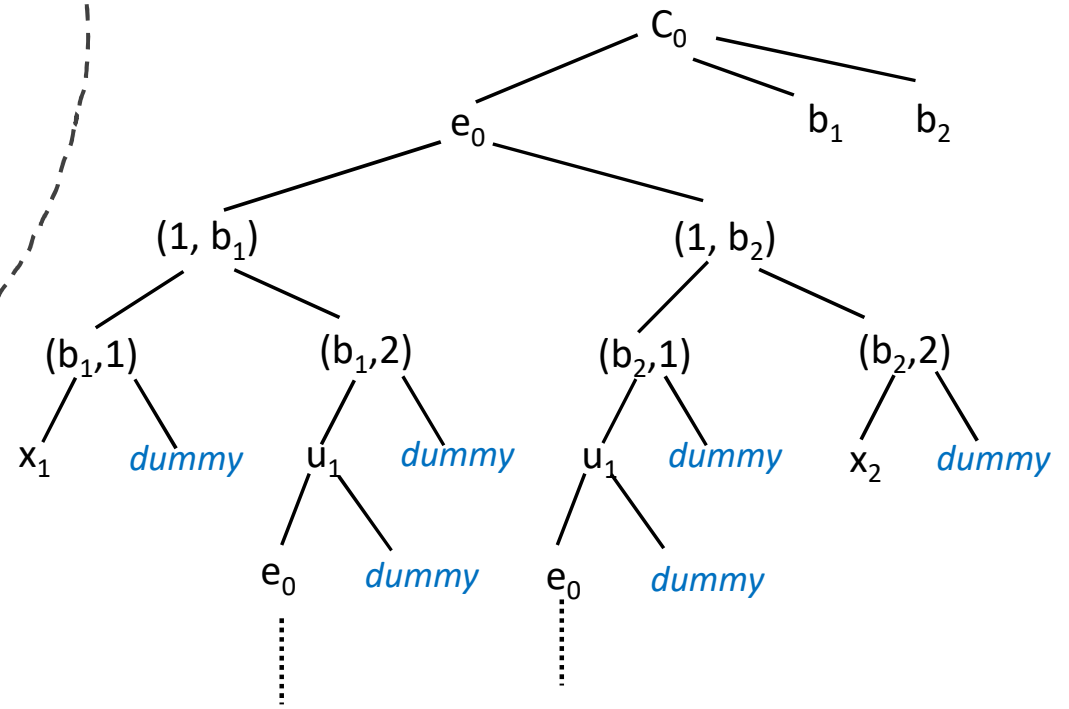 C₀
e₀ b₁ b₂
(1, b₁) (1, b₂)
(b₁,1) (b₁,2) (b₂,1) (b₂,2)
x₁ dummy u₁ dummy u₁ dummy x₂ dummy
e₀ dummy e₀ dummy